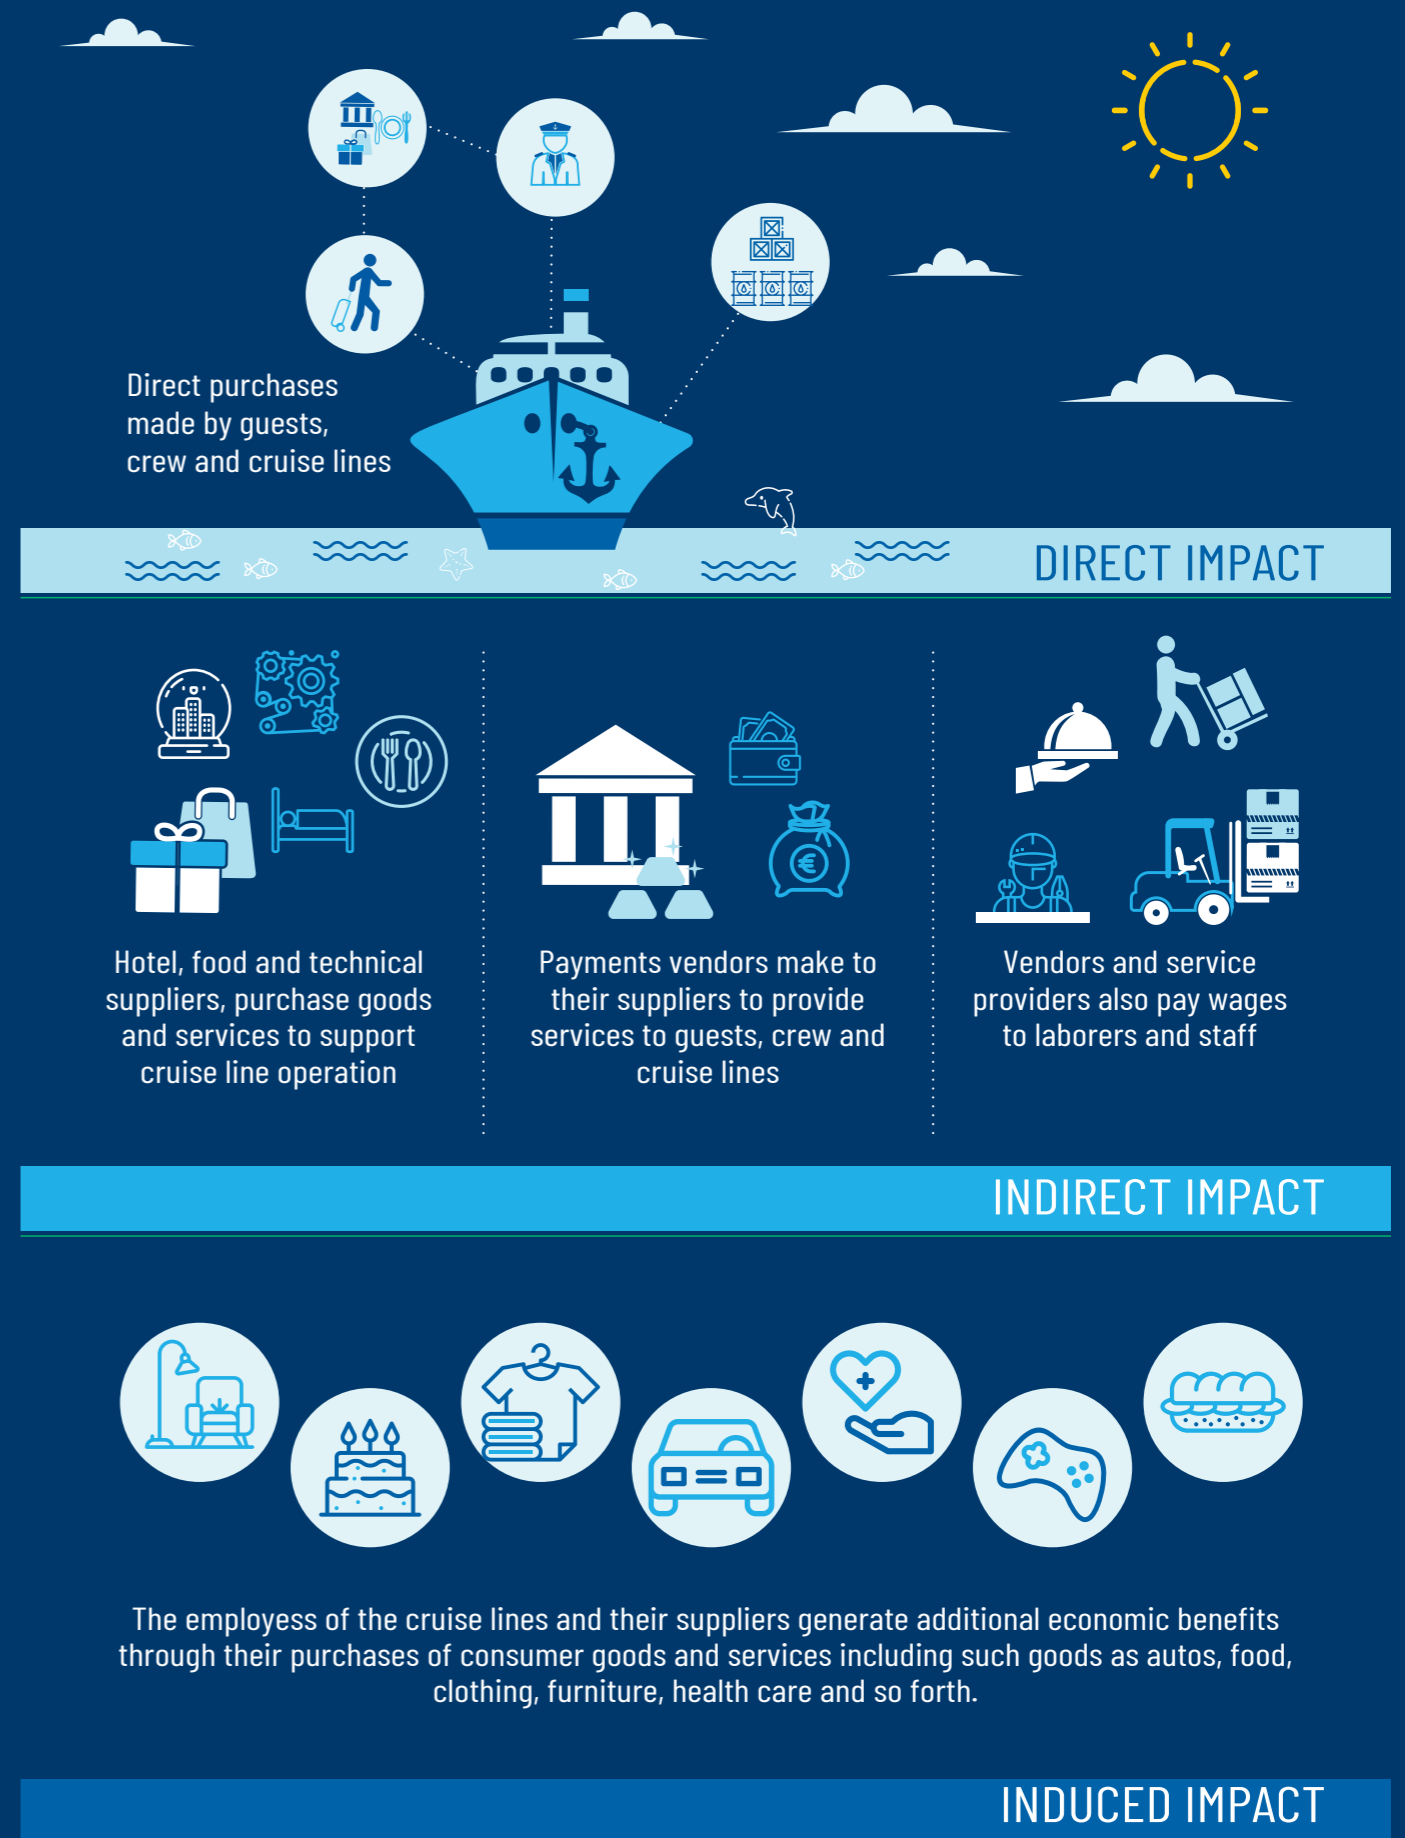 Direct purchases
made by guests,
crew and cruise lines
DIRECT IMPACT
Hotel, food and technical
suppliers, purchase goods
and services to support
cruise line operation
Payments vendors make to
their suppliers to provide
services to guests, crew and
cruise lines
€
Vendors and service
providers also pay wages
to laborers and staff
INDIRECT IMPACT
The employess of the cruise lines and their suppliers generate additional economic benefits
through their purchases of consumer goods and services including such goods as autos, food,
clothing, furniture, health care and so forth.
INDUCED IMPACT